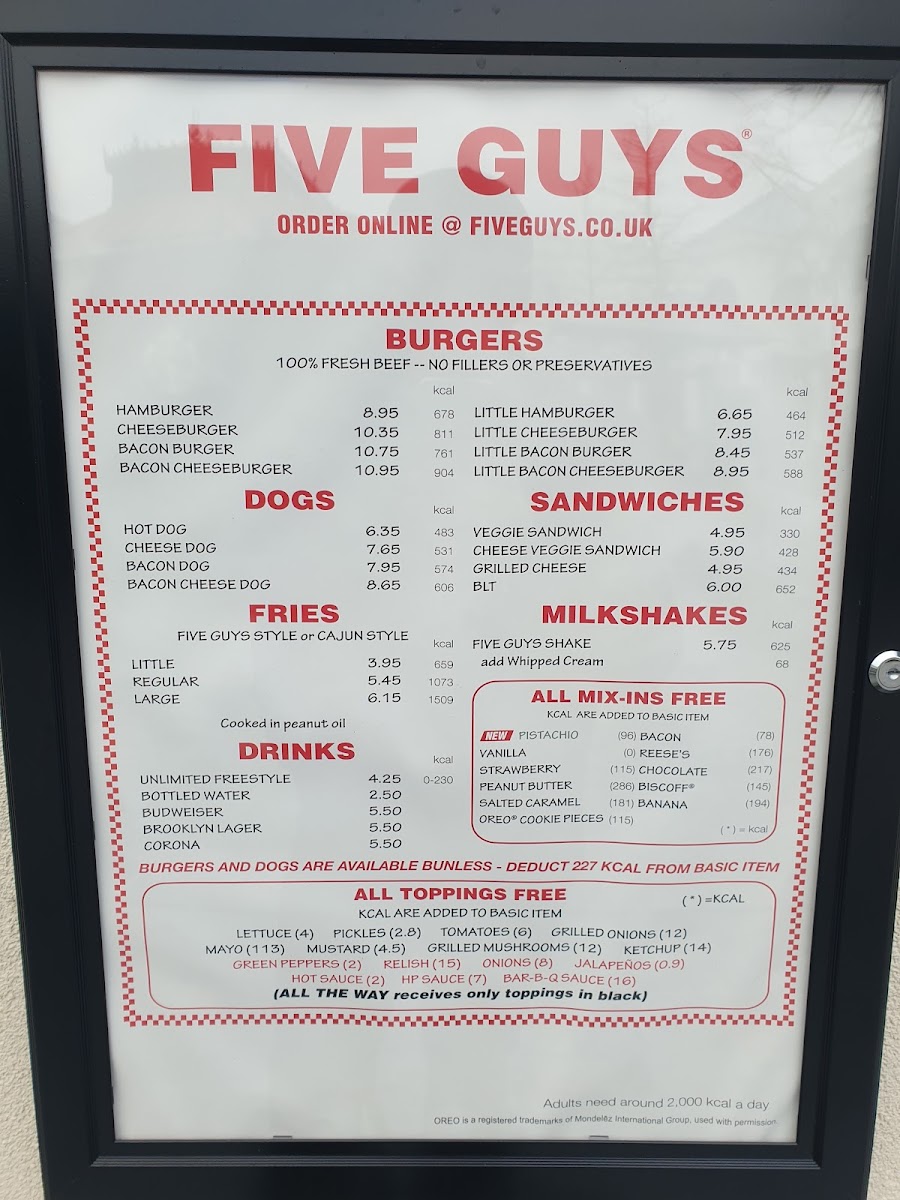 FIVE GUYS®
ORDER ONLINE @ FIVEGUYS.CO.UK
BURGERS
100% FRESH BEEF -- NO FILLERS OR PRESERVATIVES
kcal
HAMBURGER 8.95 678
CHEESEBURGER 10.35 811
BACON BURGER 10.75 761
BACON CHEESEBURGER 10.95 904
kcal
LITTLE HAMBURGER 6.65 464
LITTLE CHEESEBURGER 7.95 512
LITTLE BACON BURGER 8.45 537
LITTLE BACON CHEESEBURGER 8.95 588
DOGS
kcal
HOT DOG 6.35 483
CHEESE DOG 7.65 531
BACON DOG 7.95 574
BACON CHEESE DOG 8.65 606
SANDWICHES
kcal
VEGGIE SANDWICH 4.95 330
CHEESE VEGGIE SANDWICH 5.90 428
GRILLED CHEESE 4.95 434
BLT 6.00 652
FRIES
FIVE GUYS STYLE or CAJUN STYLE
kcal
LITTLE 3.95 659
REGULAR 5.45 1073
LARGE 6.15 1509
Cooked in peanut oil
MILKSHAKES
kcal
FIVE GUYS SHAKE 5.75 625
add Whipped Cream 68
ALL MIX-INS FREE
KCAL ARE ADDED TO BASIC ITEM
NEW PISTACHIO (96) BACON (78)
VANILLA (0) REESE'S (176)
STRAWBERRY (115) CHOCOLATE (217)
PEANUT BUTTER (286) BISCOFF® (145)
SALTED CARAMEL (181) BANANA (194)
OREO® COOKIE PIECES (115)
(*) = kcal
DRINKS
kcal
UNLIMITED FREESTYLE 4.25 0-230
BOTTLED WATER 2.50
BUDWEISER 5.50
BROOKLYN LAGER 5.50
CORONA 5.50
BURGERS AND DOGS ARE AVAILABLE BUNLESS - DEDUCT 227 KCAL FROM BASIC ITEM
ALL TOPPINGS FREE
(*)=KCAL
KCAL ARE ADDED TO BASIC ITEM
LETTUCE (4) PICKLES (2.8) TOMATOES (6) GRILLED ONIONS (12)
MAYO (113) MUSTARD (4.5) GRILLED MUSHROOMS (12) KETCHUP (14)
GREEN PEPPERS (2) RELISH (15) ONIONS (8) JALAPEÑOS (0.9)
HOT SAUCE (2) HP SAUCE (7) BAR-B-Q SAUCE (16)
(ALL THE WAY receives only toppings in black)
Adults need around 2,000 kcal a day
OREO is a registered trademarks of Mondelēz International Group, used with permission.